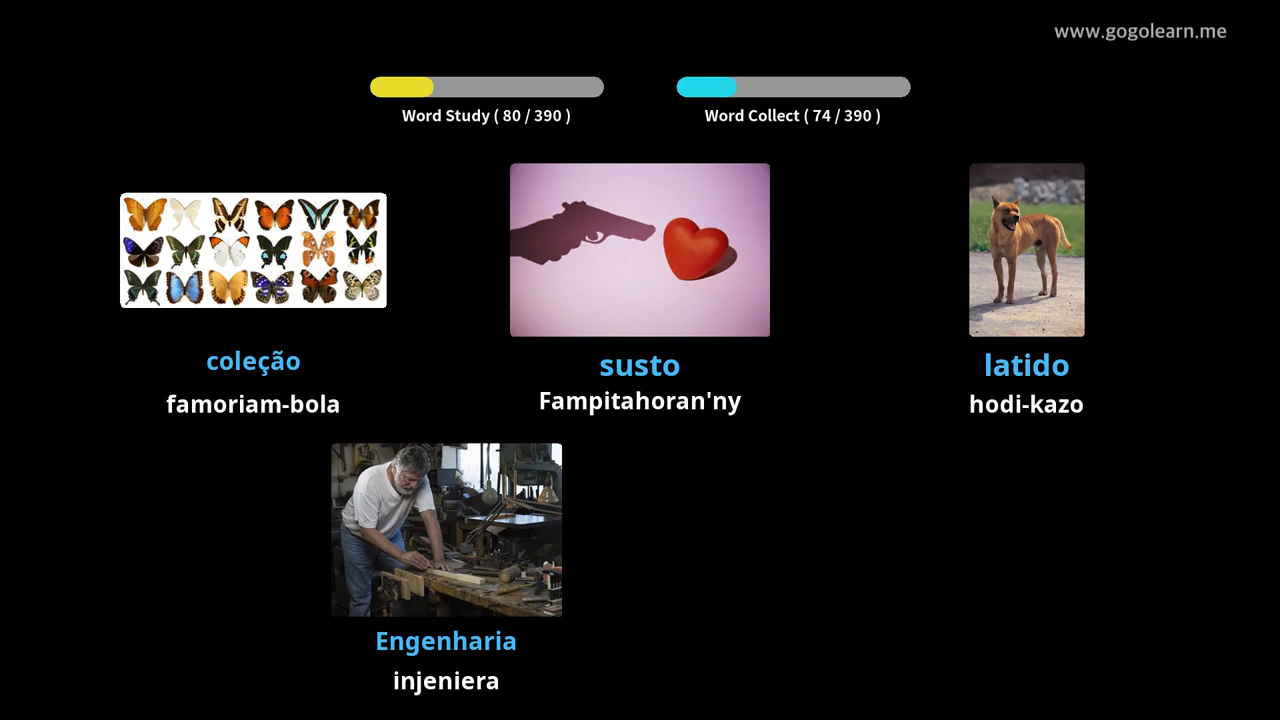 www.gogolearn.me
Word Study ( 80 / 390 )
Word Collect ( 74 / 390 )
coleção
famoriam-bola
susto
Fampitahoran'ny
latido
hodi-kazo
Engenharia
injeniera